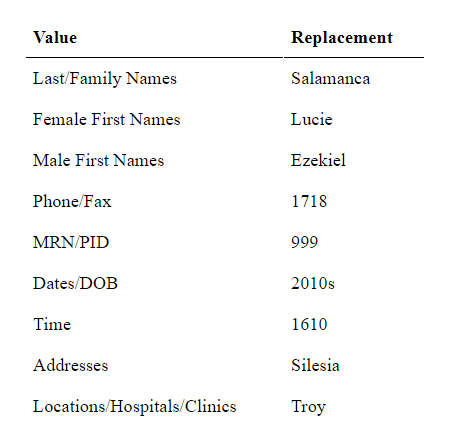 Value Replacement
Last/Family Names Salamanca
Female First Names Lucie
Male First Names Ezekiel
Phone/Fax 1718
MRN/PID 999
Dates/DOB 2010s
Time 1610
Addresses Silesia
Locations/Hospitals/Clinics Troy